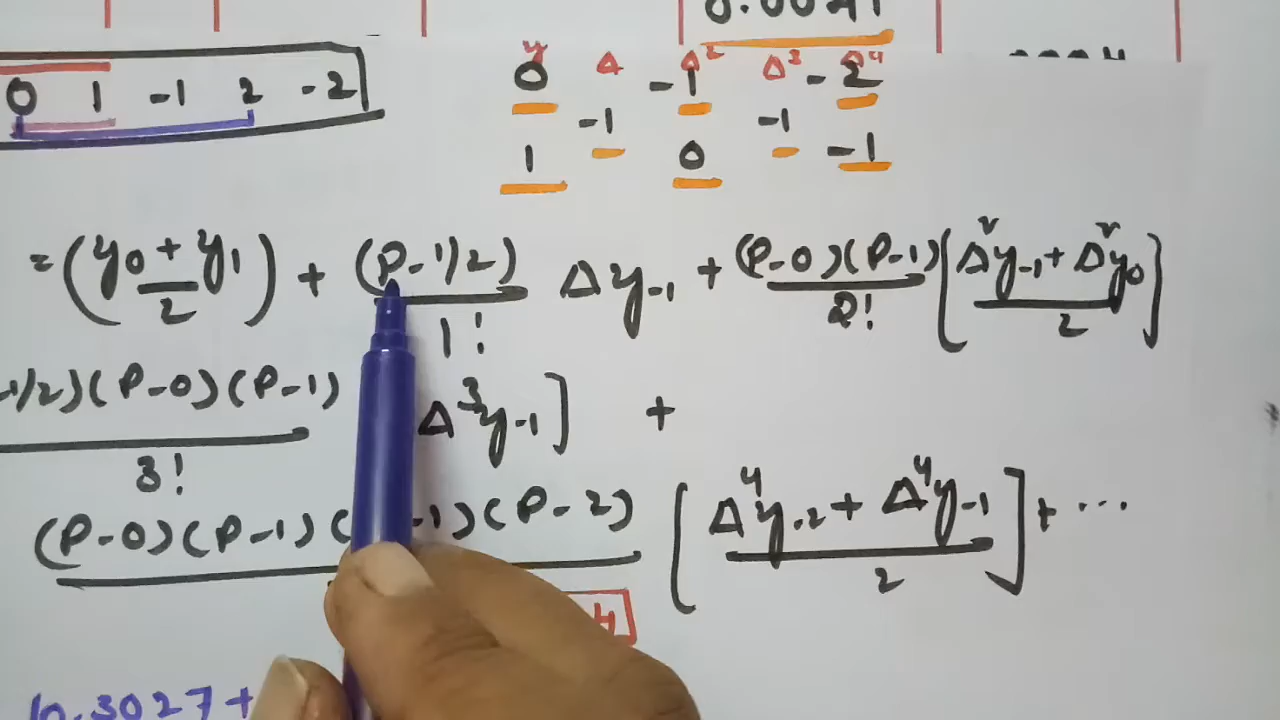 0 1 -1 2 -2
y Δ Δ² Δ³ Δ⁴
0 -1 -2
-1 -1
1 0 -1
= (y₀ + y₁ / 2) + (P-1/2) / 1! Δy₋₁ + (P-0)(P-1) / 2! [Δ²y₋₁ + Δ²y₀ / 2]
1/2)(P-0)(P-1) / 3! Δ³y₋₁] +
(P-0)(P-1)( -1)(P-2) [Δ⁴y₋₂ + Δ⁴y₋₁ / 2] + ...
.3027+